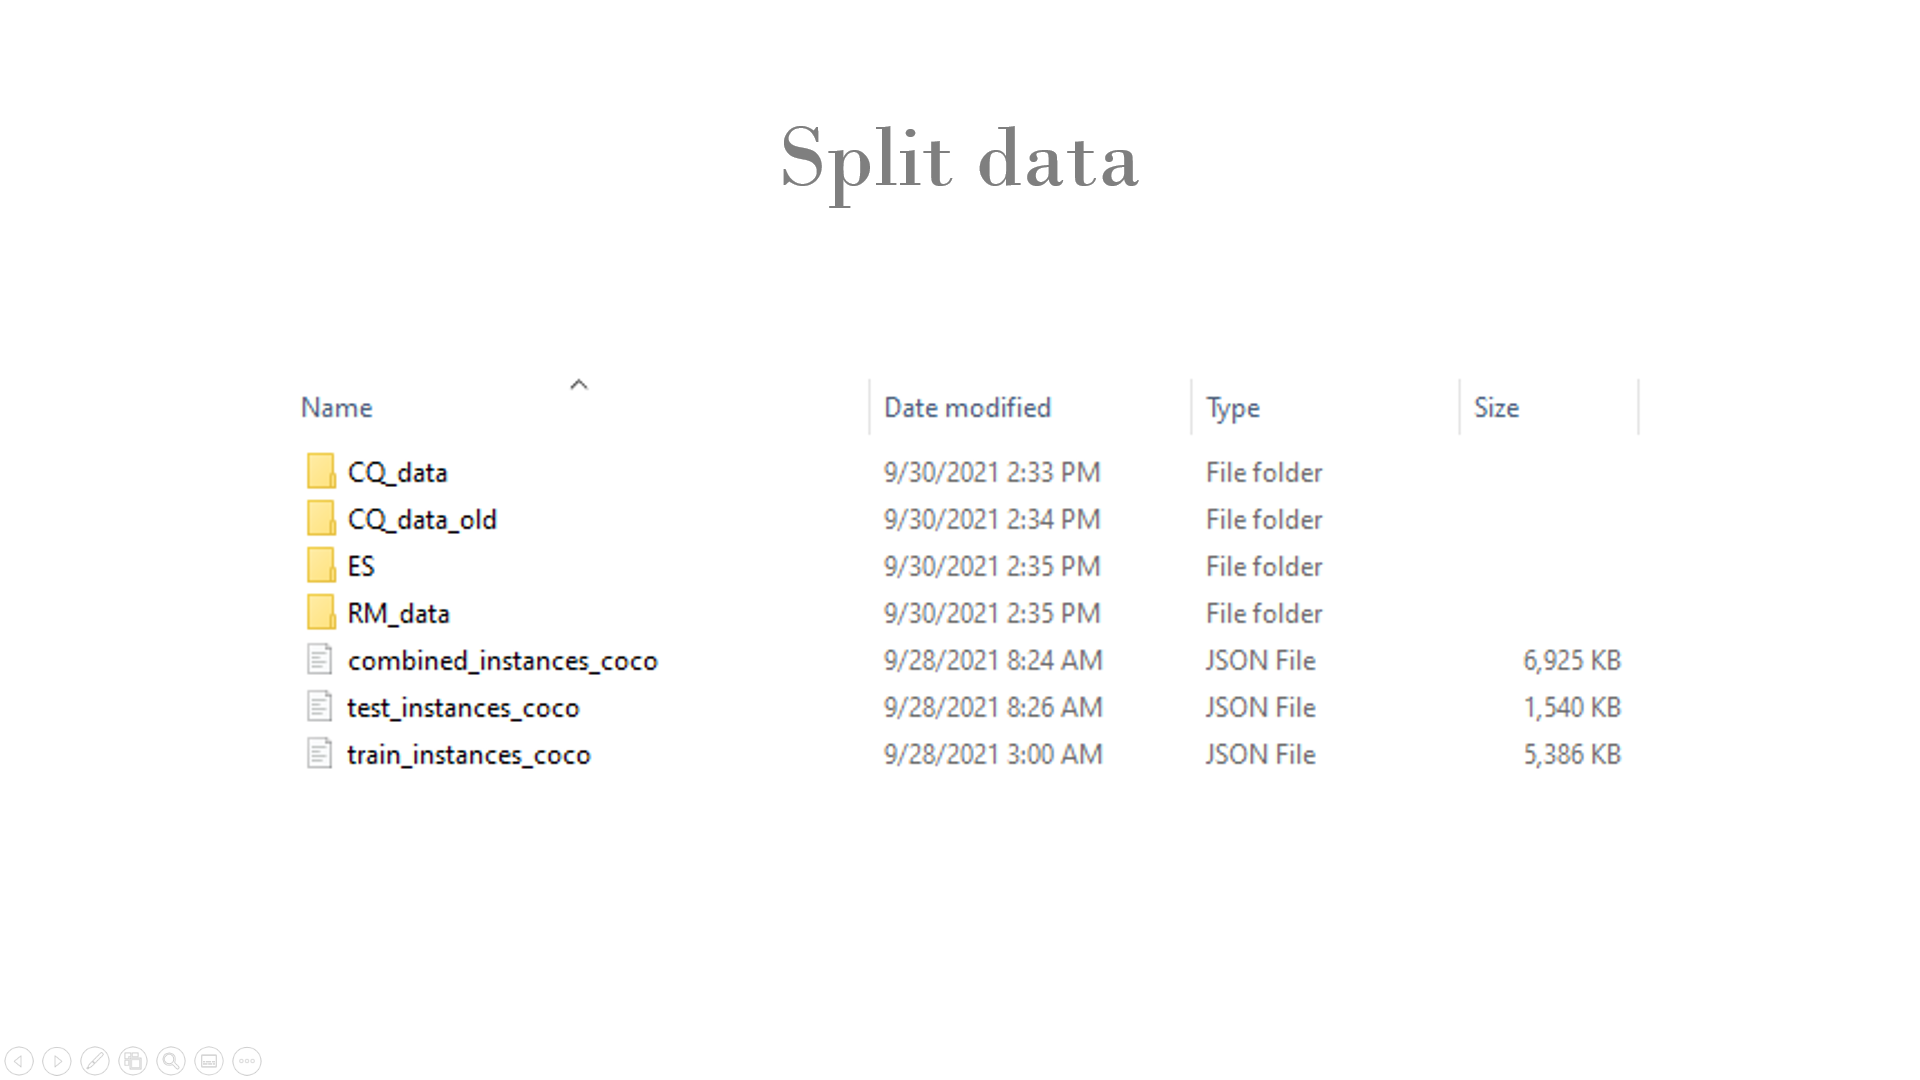 Split data
Name Date modified Type Size
CQ_data 9/30/2021 2:33 PM File folder
CQ_data_old 9/30/2021 2:34 PM File folder
ES 9/30/2021 2:35 PM File folder
RM_data 9/30/2021 2:35 PM File folder
combined_instances_coco 9/28/2021 8:24 AM JSON File 6,925 KB
test_instances_coco 9/28/2021 8:26 AM JSON File 1,540 KB
train_instances_coco 9/28/2021 3:00 AM JSON File 5,386 KB